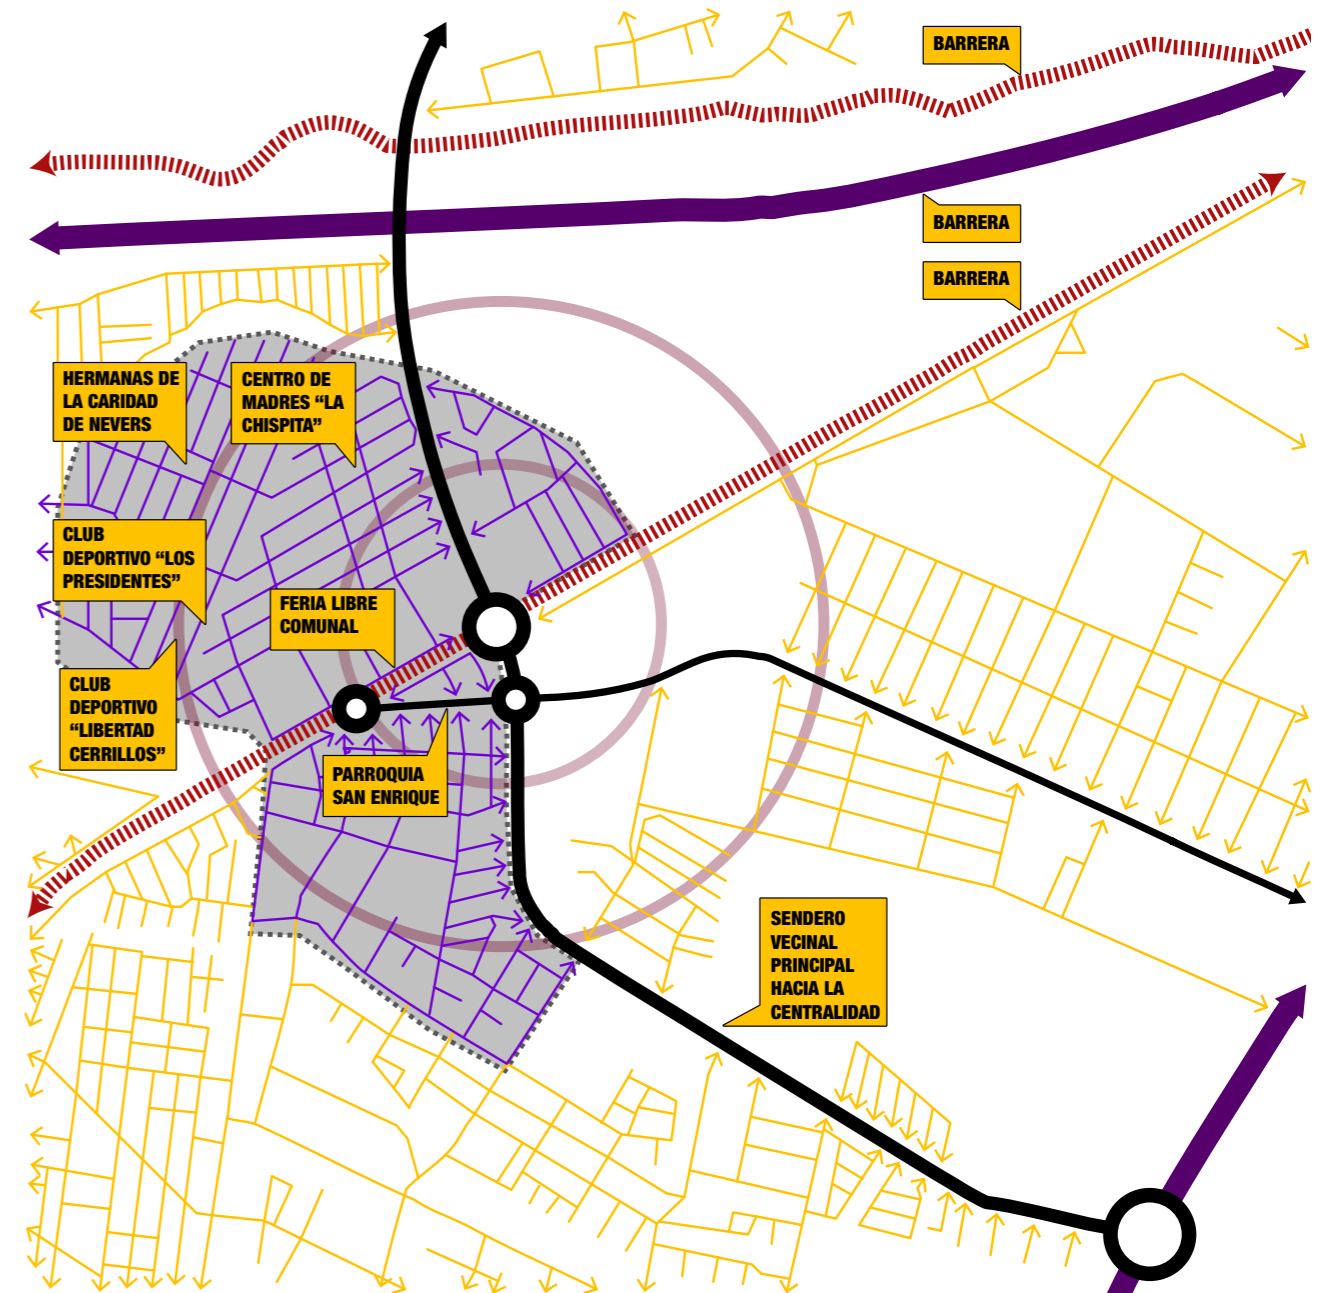 BARRERA
BARRERA
BARRERA
HERMANAS DE
LA CARIDAD
DE NEVERS
CENTRO DE
MADRES “LA
CHISPITA”
CLUB
DEPORTIVO “LOS
PRESIDENTES”
FERIA LIBRE
COMUNAL
CLUB
DEPORTIVO
“LIBERTAD
CERRILLOS”
PARROQUIA
SAN ENRIQUE
SENDERO
VECINAL
PRINCIPAL
HACIA LA
CENTRALIDAD